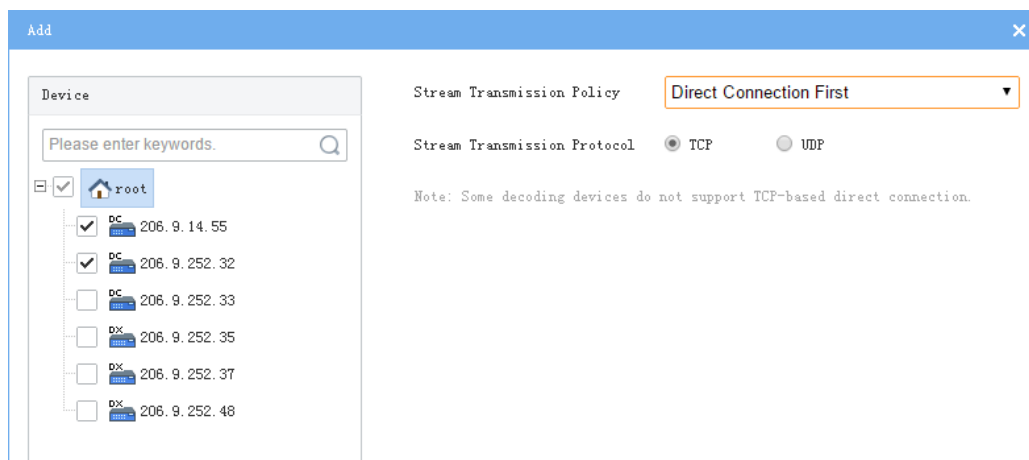 Add
Device
Please enter keywords.
root
DC 206.9.14.55
DC 206.9.252.32
DC 206.9.252.33
DX 206.9.252.35
DX 206.9.252.37
DX 206.9.252.48
Stream Transmission Policy Direct Connection First
Stream Transmission Protocol TCP UDP
Note: Some decoding devices do not support TCP-based direct connection.